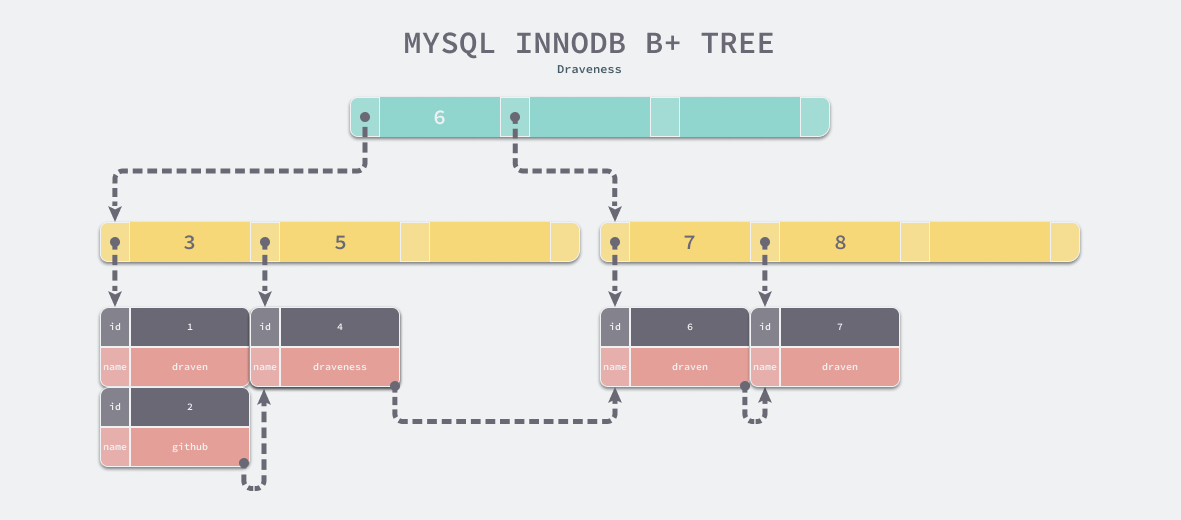 MYSQL INNODB B+ TREE
Draveness
6
3 5 7 8
id 1 id 4 id 6 id 7
name draven name draveness name draven name draven
id 2
name github